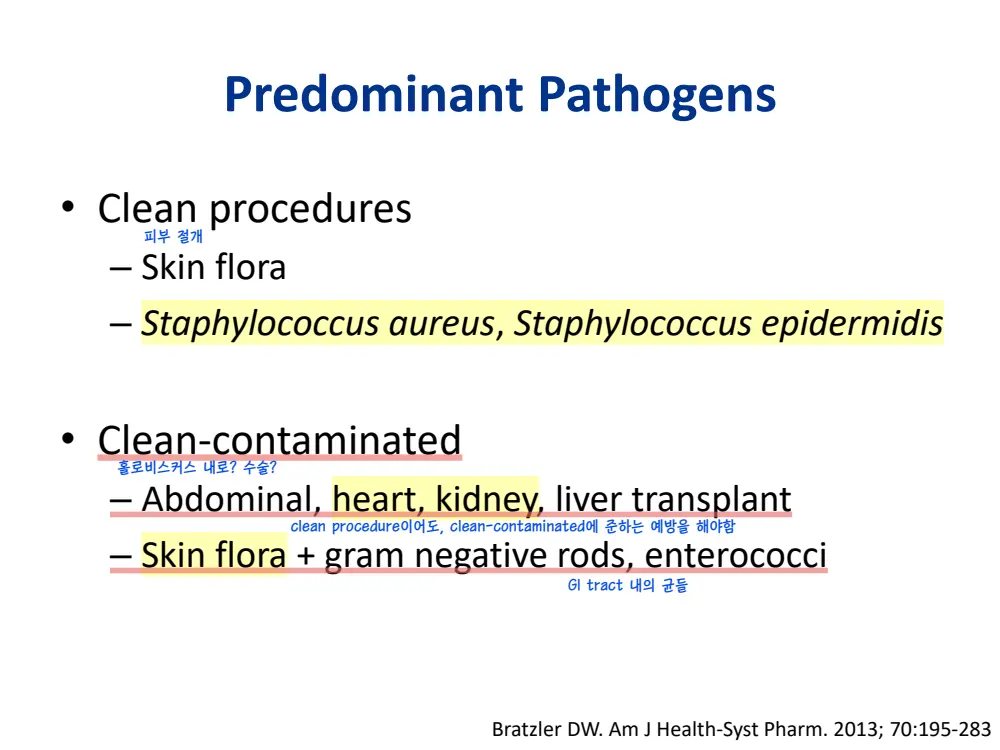 Predominant Pathogens
• Clean procedures
피부 절개
– Skin flora
– Staphylococcus aureus, Staphylococcus epidermidis
• Clean-contaminated
홀로비스커스 내로? 수술?
– Abdominal, heart, kidney, liver transplant
clean procedure이어도, clean-contaminated에 준하는 예방을 해야함
– Skin flora + gram negative rods, enterococci
GI tract 내의 균들
Bratzler DW. Am J Health-Syst Pharm. 2013; 70:195-283